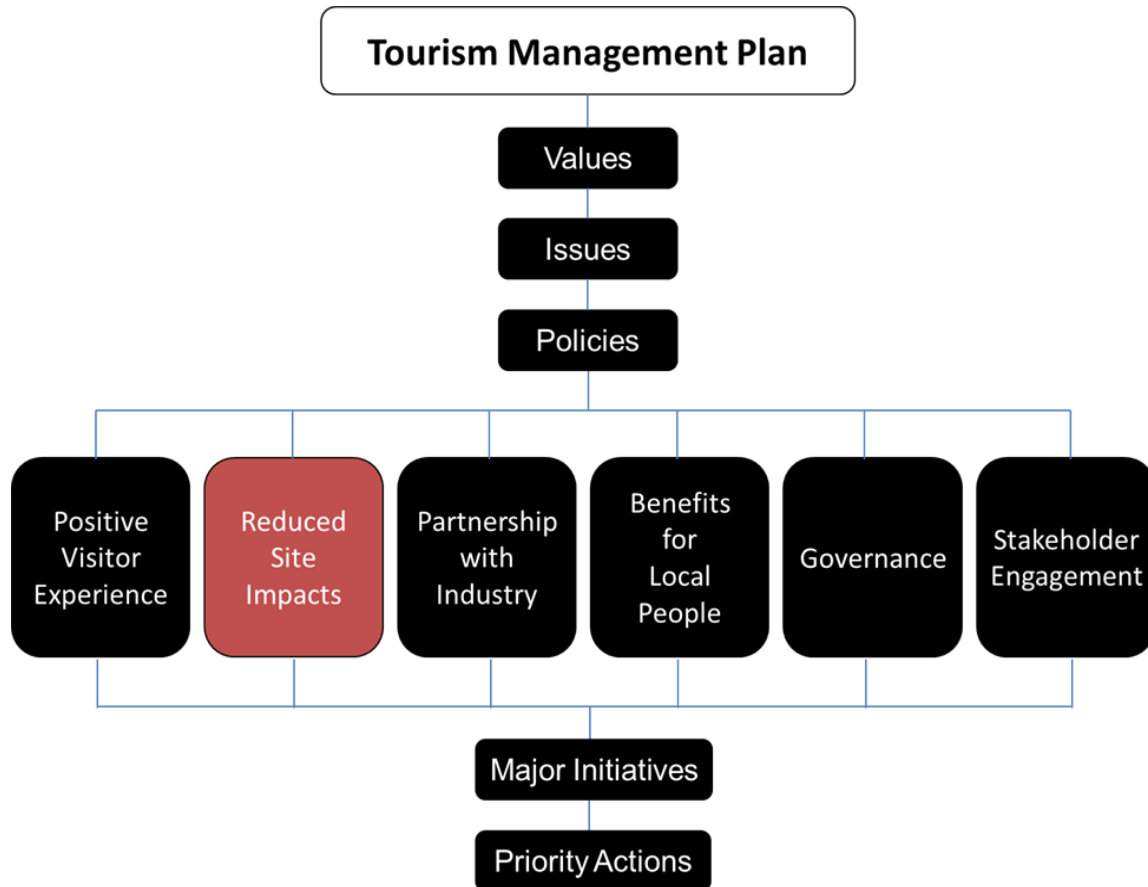 Tourism Management Plan
Values
Issues
Policies
Positive
Visitor
Experience
Reduced
Site
Impacts
Partnership
with
Industry
Benefits
for
Local
People
Governance
Stakeholder
Engagement
Major Initiatives
Priority Actions